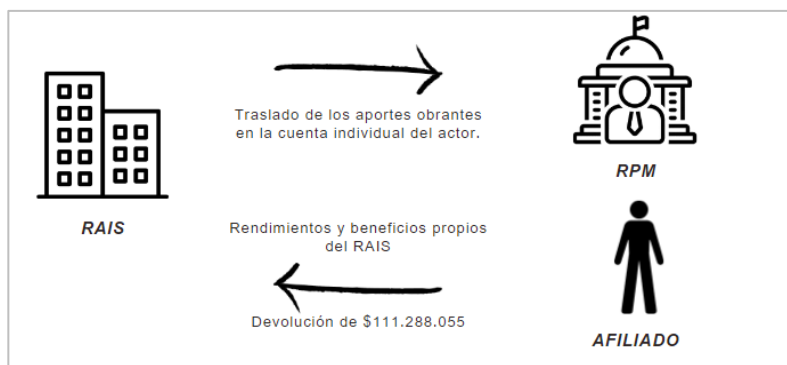 Traslado de los aportes obrantes
en la cuenta individual del actor.
RPM
RAIS
Rendimientos y beneficios propios
del RAIS
Devolución de $111.288.055
AFILIADO